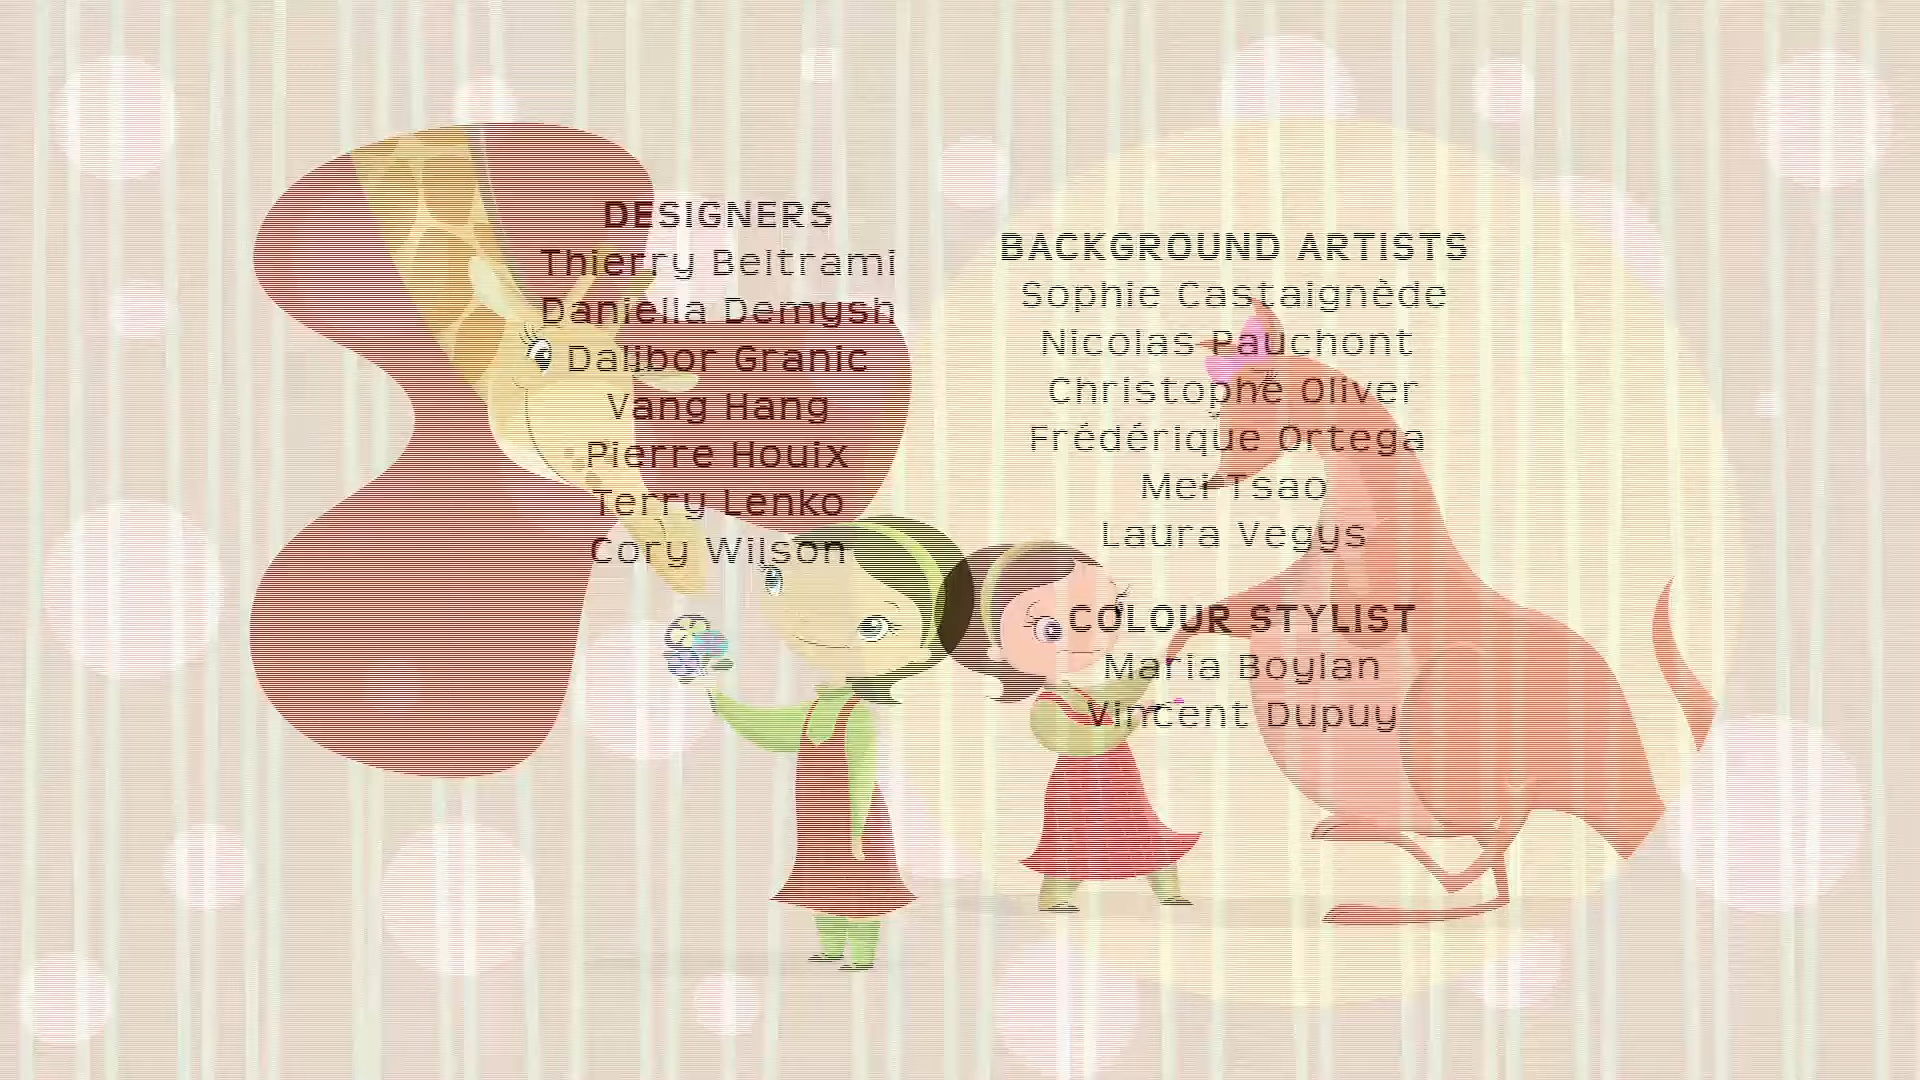 DESIGNERS
Thierry Beltrami
Daniella Demysh
Dalibor Granic
Vang Hang
Pierre Houix
Terry Lenko
Cory Wilson
BACKGROUND ARTISTS
Sophie Castaignède
Nicolas Pauchont
Christophe Oliver
Frédérique Ortega
Mei Tsao
Laura Vegys
COLOUR STYLIST
Maria Boylan
Vincent Dupuy